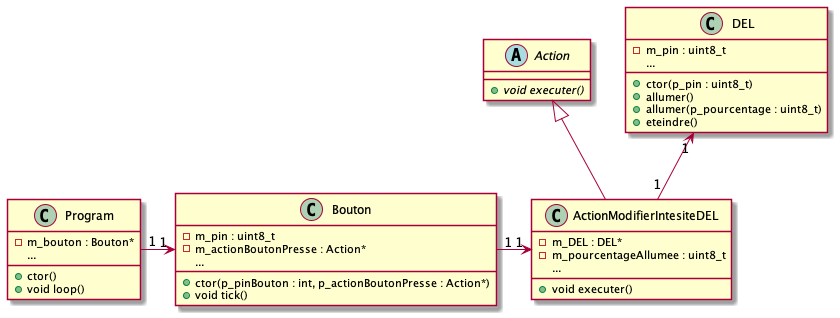 A Action
void executer()
C DEL
m_pin : uint8_t
...
ctor(p_pin : uint8_t)
allumer()
allumer(p_pourcentage : uint8_t)
eteindre()
1
1
C Program
m_bouton : Bouton*
...
ctor()
void loop()
1 1
C Bouton
m_pin : uint8_t
m_actionBoutonPresse : Action*
...
ctor(p_pinBouton : int, p_actionBoutonPresse : Action*)
void tick()
1 1
C ActionModifierIntesiteDEL
m_DEL : DEL*
m_pourcentageAllumee : uint8_t
...
void executer()